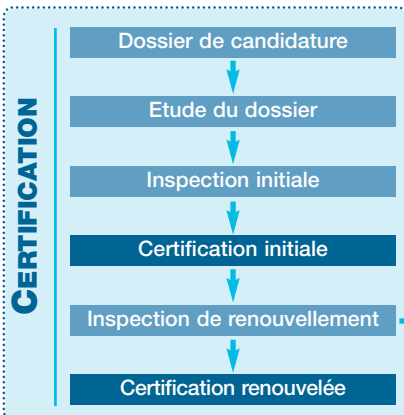 CERTIFICATION
Dossier de candidature
Etude du dossier
Inspection initiale
Certification initiale
Inspection de renouvellement
Certification renouvelée